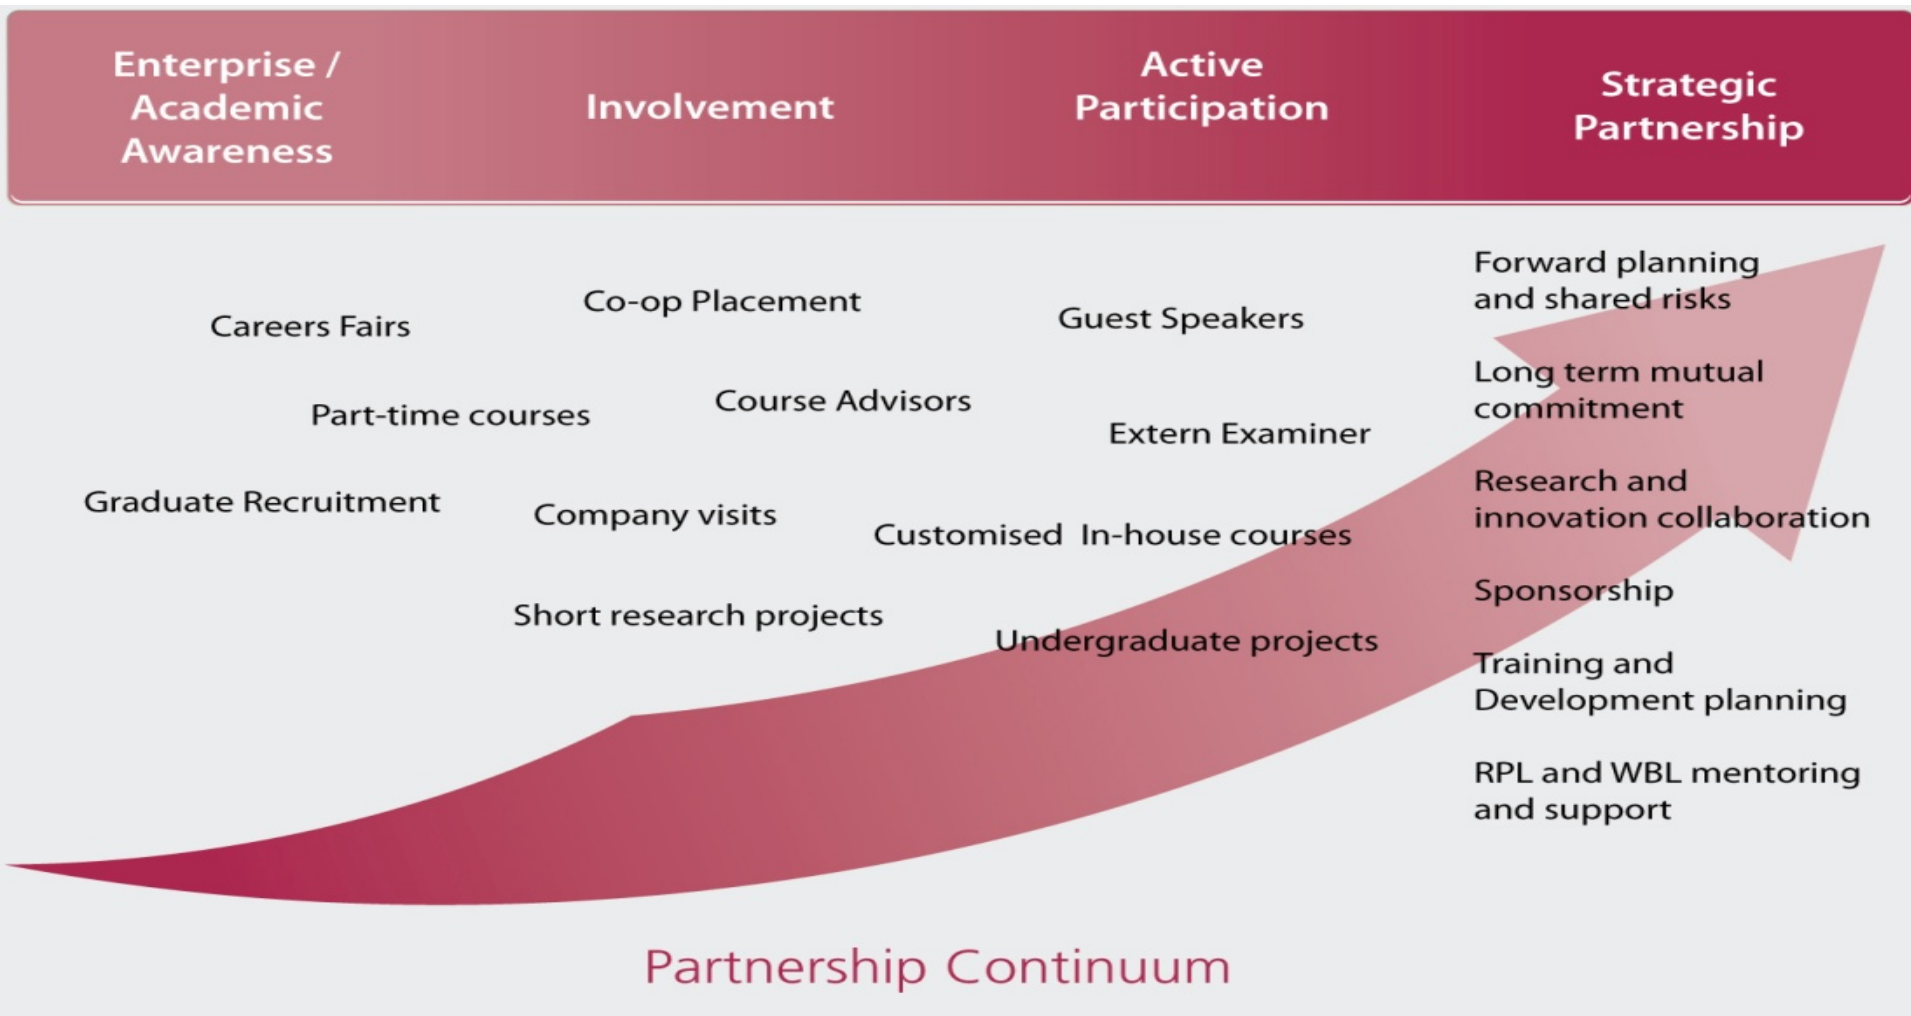 Enterprise /
Academic
Awareness
Involvement
Active
Participation
Strategic
Partnership
Careers Fairs
Part-time courses
Graduate Recruitment
Co-op Placement
Course Advisors
Company visits
Short research projects
Guest Speakers
Extern Examiner
Customised In-house courses
Undergraduate projects
Forward planning
and shared risks
Long term mutual
commitment
Research and
innovation collaboration
Sponsorship
Training and
Development planning
RPL and WBL mentoring
and support
Partnership Continuum